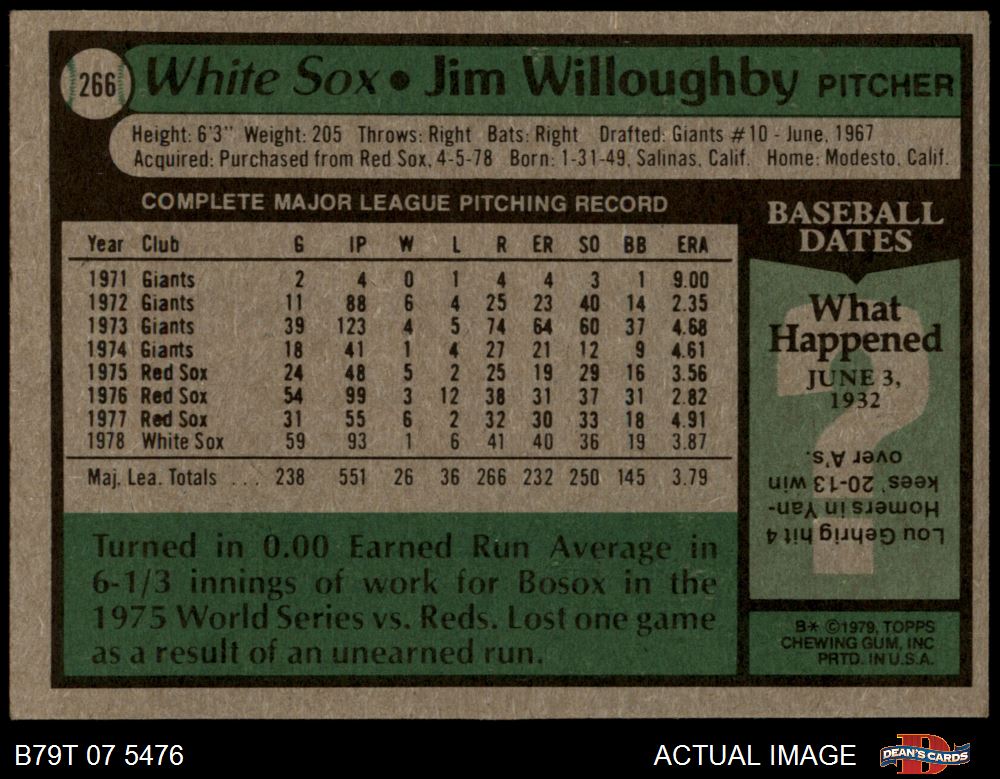 266 White Sox • Jim Willoughby PITCHER
Height: 6'3" Weight: 205 Throws: Right Bats: Right Drafted: Giants #10 - June, 1967
Acquired: Purchased from Red Sox, 4-5-78 Born: 1-31-49, Salinas, Calif. Home: Modesto, Calif.
COMPLETE MAJOR LEAGUE PITCHING RECORD
Year Club G IP W L R ER SO BB ERA
1971 Giants 2 4 0 1 4 4 3 1 9.00
1972 Giants 11 88 6 4 25 23 40 14 2.35
1973 Giants 39 123 4 5 74 64 60 37 4.68
1974 Giants 18 41 1 4 27 21 12 9 4.61
1975 Red Sox 24 48 5 2 25 19 29 16 3.56
1976 Red Sox 54 99 3 12 38 31 37 31 2.82
1977 Red Sox 31 55 6 2 32 30 33 18 4.91
1978 White Sox 59 93 1 6 41 40 36 19 3.87
Maj. Lea. Totals ... 238 551 26 36 266 232 250 145 3.79
Turned in 0.00 Earned Run Average in
6-1/3 innings of work for Bosox in the
1975 World Series vs. Reds. Lost one game
as a result of an unearned run.
BASEBALL
DATES
What
Happened
JUNE 3,
1932
?
Lou Gehrig hit 4
Homers in Yan-
kees' 20-13 win
over A's.
B* ©1979, TOPPS
CHEWING GUM, INC
PRTD. IN U.S.A.
B79T 07 5476
ACTUAL IMAGE
D
DEAN'S CARDS